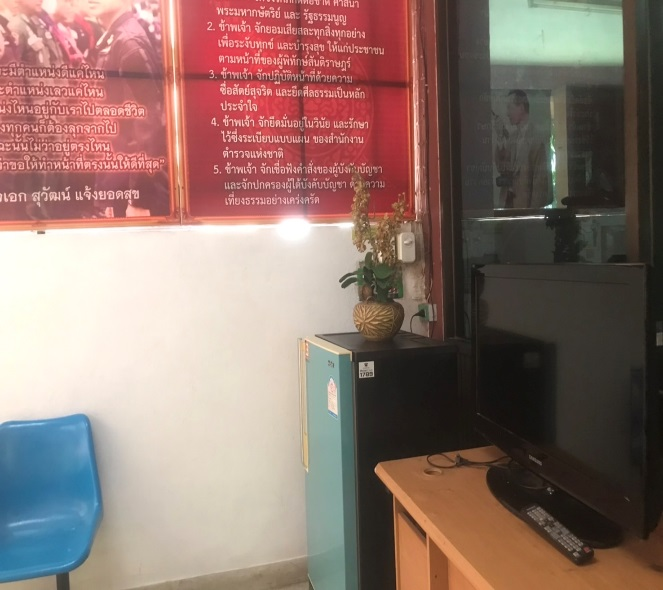 ะมีตำแหน่งดีแค่ไหน
ะตำแหน่งเลวแค่ไหน
งไหนอยู่กับเราไปตลอดชีวิต
งทุกคนก็ต้องลุกจากไป
ฉะนั้นไม่ว่าอยู่ตรงไหน
ขอให้ทำหน้าที่ตรงนั้นให้ดีที่สุด"
เอก สุวัฒน์ แจ้งยอดสุข
พระมหากษัตริย์ และ รัฐธรรมนูญ
2. ข้าพเจ้า จักยอมเสียสละทุกสิ่งทุกอย่าง
เพื่อระงับทุกข์ และบำรุงสุข ให้แก่ประชาชน
ตามหน้าที่ของผู้พิทักษ์สันติราษฎร์
3. ข้าพเจ้า จักปฏิบัติหน้าที่ด้วยความ
ซื่อสัตย์สุจริต และยึดศีลธรรมเป็นหลัก
ประจำใจ
4. ข้าพเจ้า จักยึดมั่นอยู่ในวินัย และรักษา
ไว้ซึ่งระเบียบแบบแผน ของสำนักงาน
ตำรวจแห่งชาติ
5. ข้าพเจ้า จักเชื่อฟังคำสั่งของผู้บังคับบัญชา
และจักปกครองผู้ใต้บังคับบัญชา ด้วยความ
เที่ยงธรรมอย่างเคร่งครัด
1785
SAMSUNG